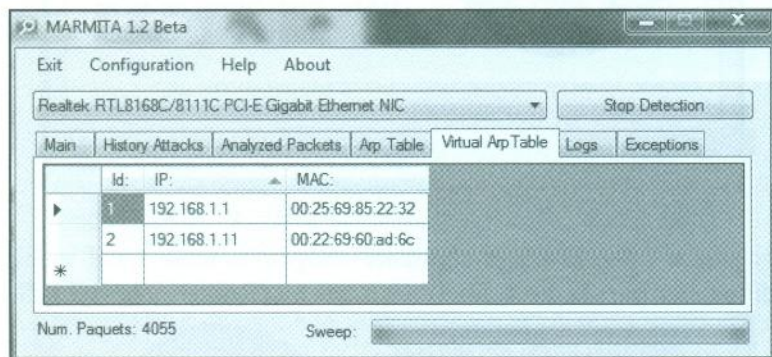 MARMITA 1.2 Beta
Exit Configuration Help About
Realtek RTL8168C/8111C PCI-E Gigabit Ethernet NIC Stop Detection
Main History Attacks Analyzed Packets Arp Table Virtual Arp Table Logs Exceptions
Id: IP: MAC:
1 192.168.1.1 00:25:69:85:22:32
2 192.168.1.11 00:22:69:60:ad:6c
Num. Paquets: 4055 Sweep: